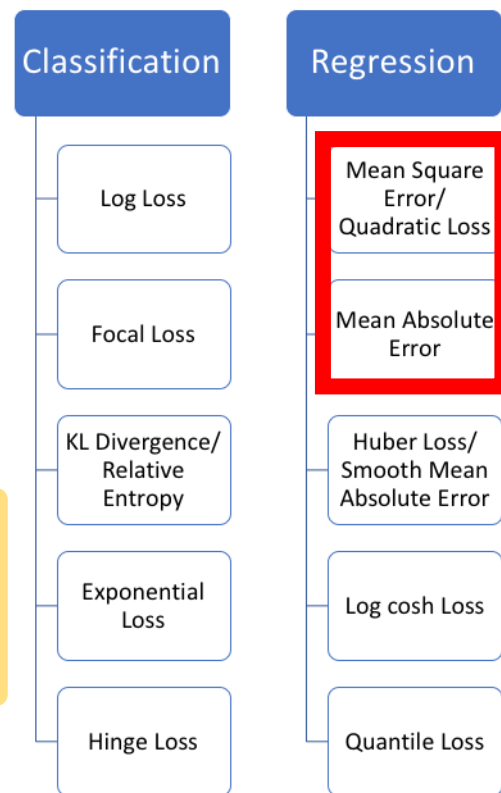 Classification
Log Loss
Focal Loss
KL Divergence/
Relative
Entropy
Exponential
Loss
Hinge Loss
Regression
Mean Square
Error/
Quadratic Loss
Mean Absolute
Error
Huber Loss/
Smooth Mean
Absolute Error
Log cosh Loss
Quantile Loss